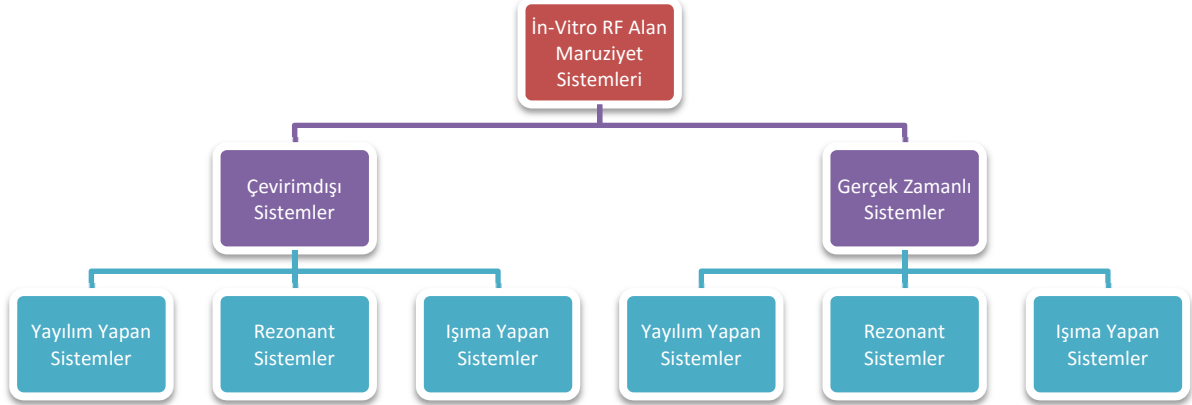 İn-Vitro RF Alan
Maruziyet
Sistemleri
Çevirimdışı
Sistemler
Gerçek Zamanlı
Sistemler
Yayılım Yapan
Sistemler
Rezonant
Sistemler
Işıma Yapan
Sistemler
Yayılım Yapan
Sistemler
Rezonant
Sistemler
Işıma Yapan
Sistemler